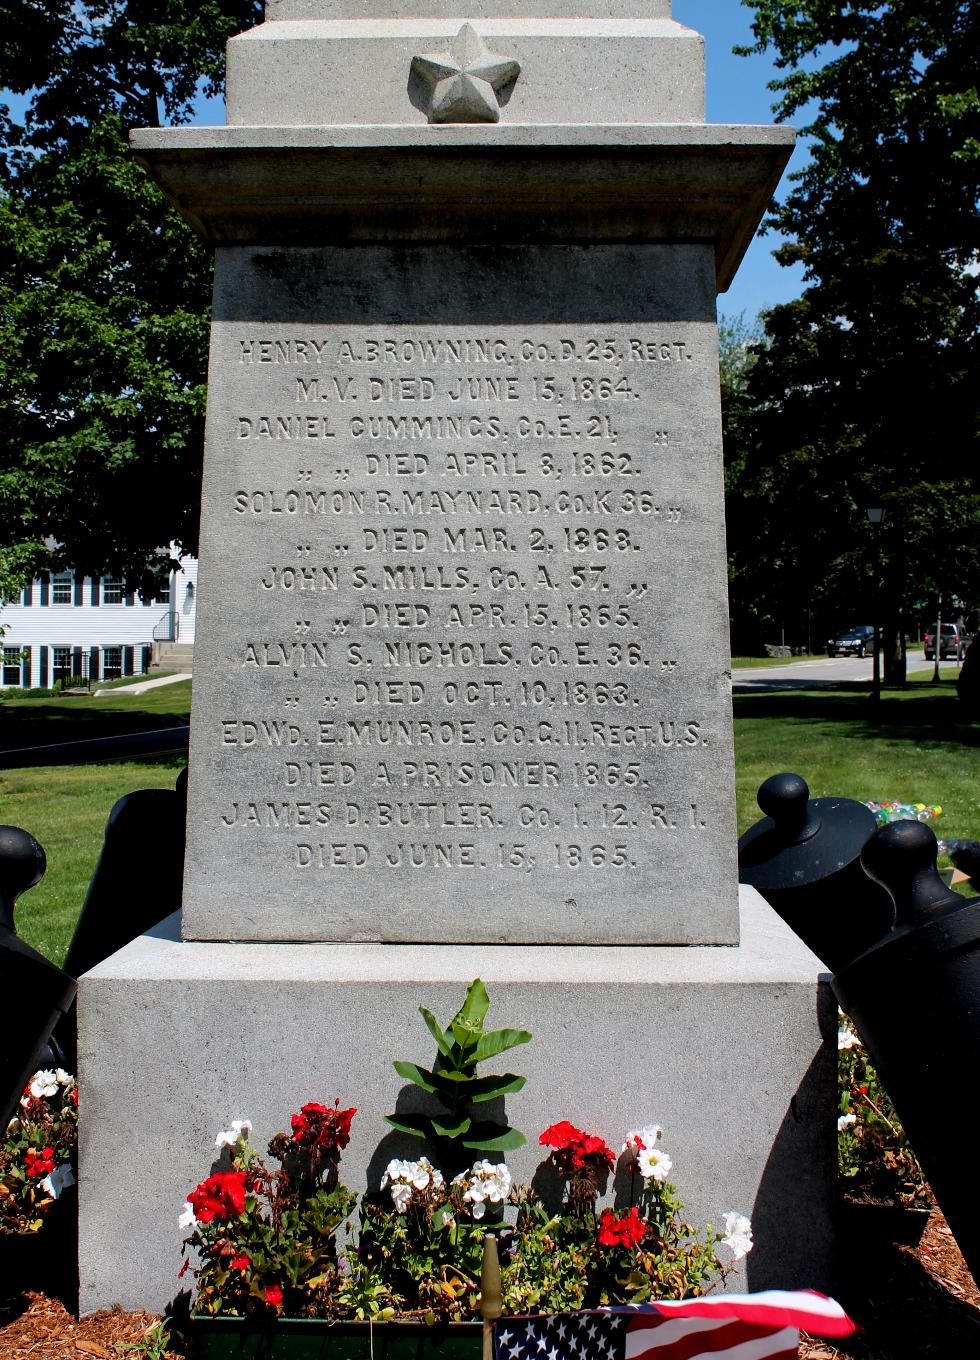 HENRY A. BROWNING, CO. D. 25, REGT.
M. V. DIED JUNE 15, 1864.
DANIEL CUMMINGS, CO. E. 21, „
„ „ DIED APRIL 8, 1862.
SOLOMON R. MAYNARD, CO. K 36. „
„ „ DIED MAR. 2, 1863.
JOHN S. MILLS, CO. A. 57. „
„ „ DIED APR. 15, 1865.
ALVIN S. NICHOLS. CO. E. 36. „
„ „ DIED OCT. 10, 1863.
EDWD. E. MUNROE, CO. G. 11, REGT. U.S.
DIED A PRISONER 1865.
JAMES D. BUTLER. CO. I. 12. R. I.
DIED JUNE. 15, 1865.